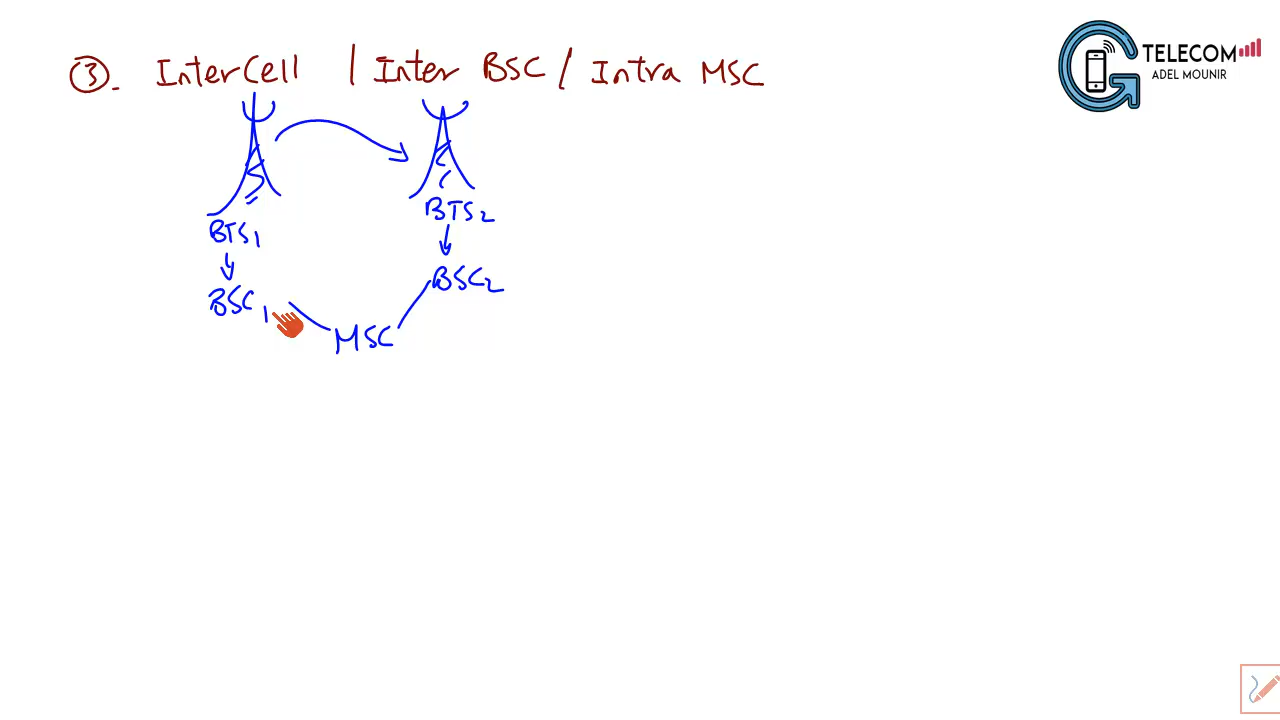 ③. InterCell | Inter BSC / Intra MSC
TELECOM
ADEL MOUNIR
BTS1
BTS2
BSC1
BSC2
MSC